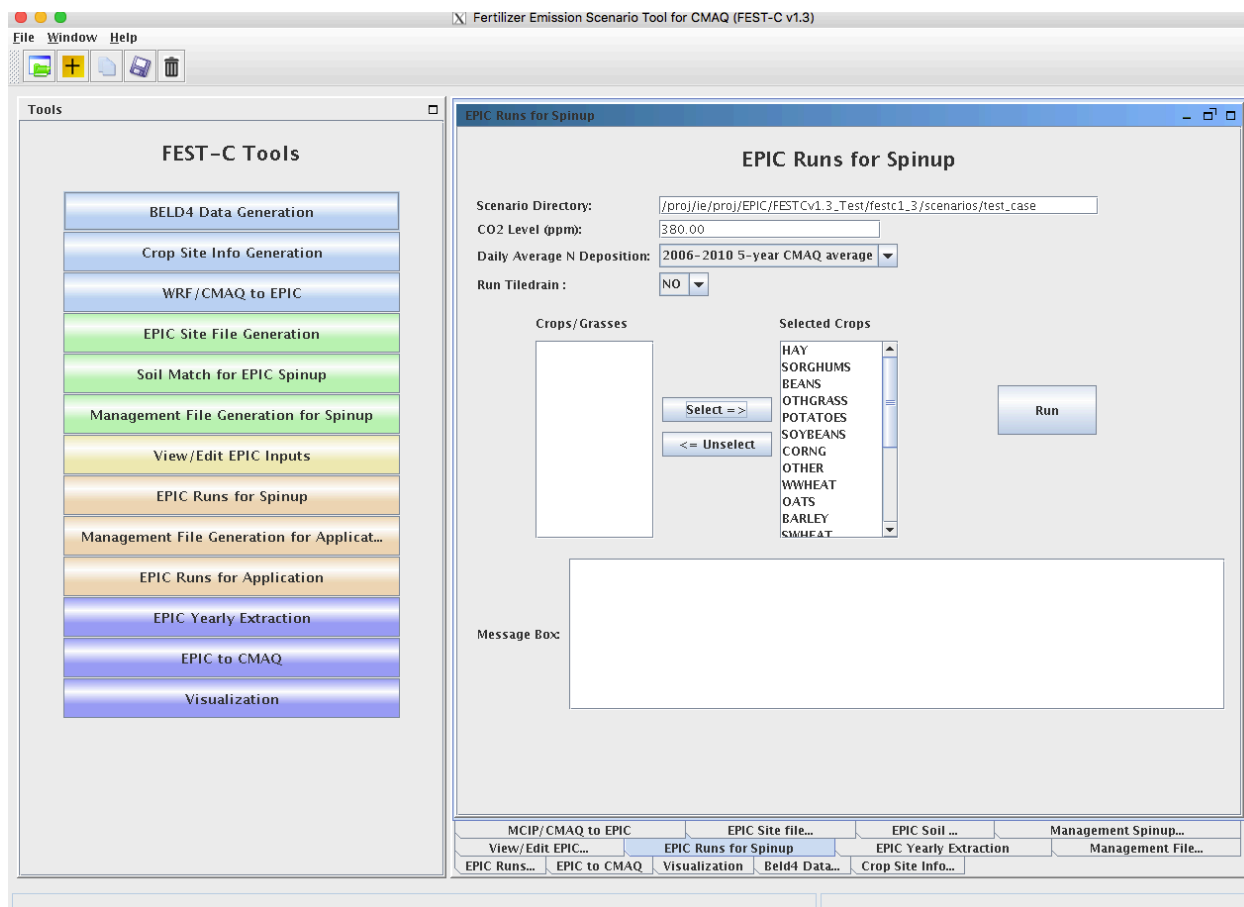 Fertilizer Emission Scenario Tool for CMAQ (FEST-C v1.3)
File Window Help
Tools
FEST-C Tools
BELD4 Data Generation
Crop Site Info Generation
WRF/CMAQ to EPIC
EPIC Site File Generation
Soil Match for EPIC Spinup
Management File Generation for Spinup
View/Edit EPIC Inputs
EPIC Runs for Spinup
Management File Generation for Applicat...
EPIC Runs for Application
EPIC Yearly Extraction
EPIC to CMAQ
Visualization
EPIC Runs for Spinup
EPIC Runs for Spinup
Scenario Directory: /proj/ie/proj/EPIC/FESTCv1.3_Test/festc1_3/scenarios/test_case
CO2 Level (ppm): 380.00
Daily Average N Deposition: 2006-2010 5-year CMAQ average
Run Tiledrain : NO
Crops/Grasses
Selected Crops
HAY
SORGHUMS
BEANS
OTHGRASS
POTATOES
SOYBEANS
CORNG
OTHER
WWHEAT
OATS
BARLEY
SWHEAT
Select =>
<= Unselect
Run
Message Box:
MCIP/CMAQ to EPIC EPIC Site file... EPIC Soil ... Management Spinup...
View/Edit EPIC... EPIC Runs for Spinup EPIC Yearly Extraction Management File...
EPIC Runs... EPIC to CMAQ Visualization Beld4 Data... Crop Site Info...